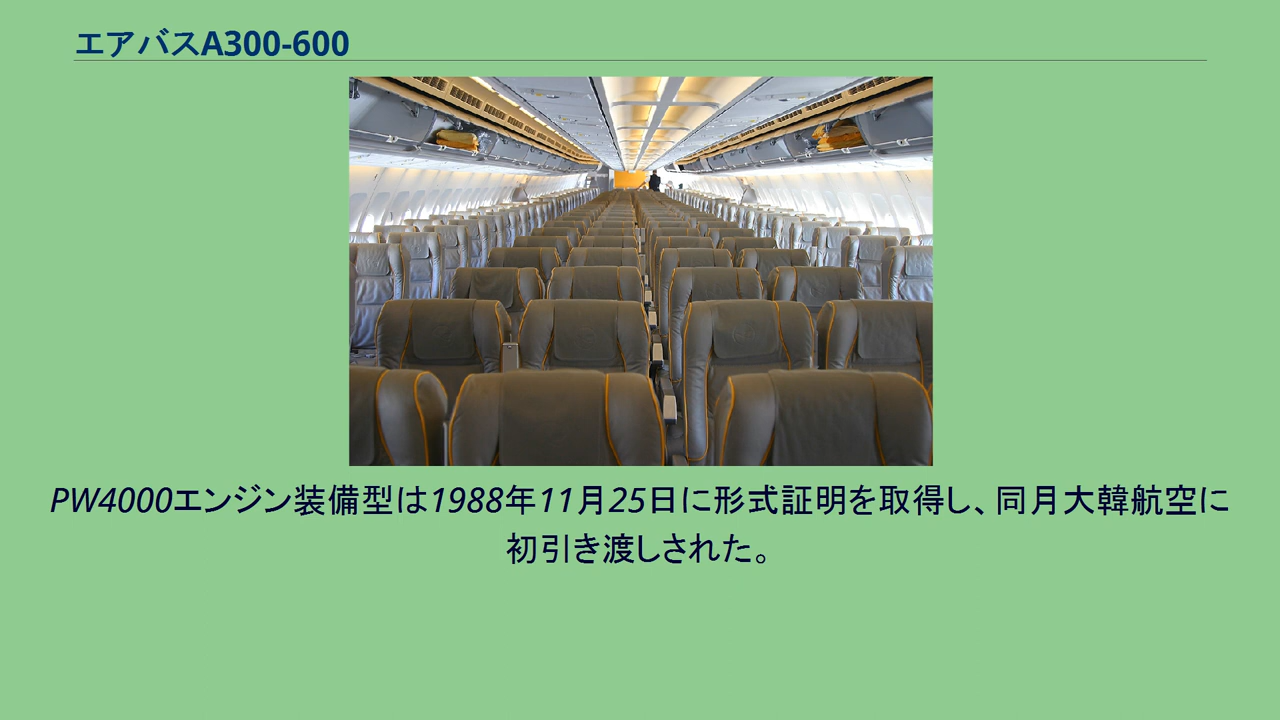 エアバスA300-600
PW4000エンジン装備型は1988年11月25日に形式証明を取得し、同月大韓航空に
初引き渡しされた。